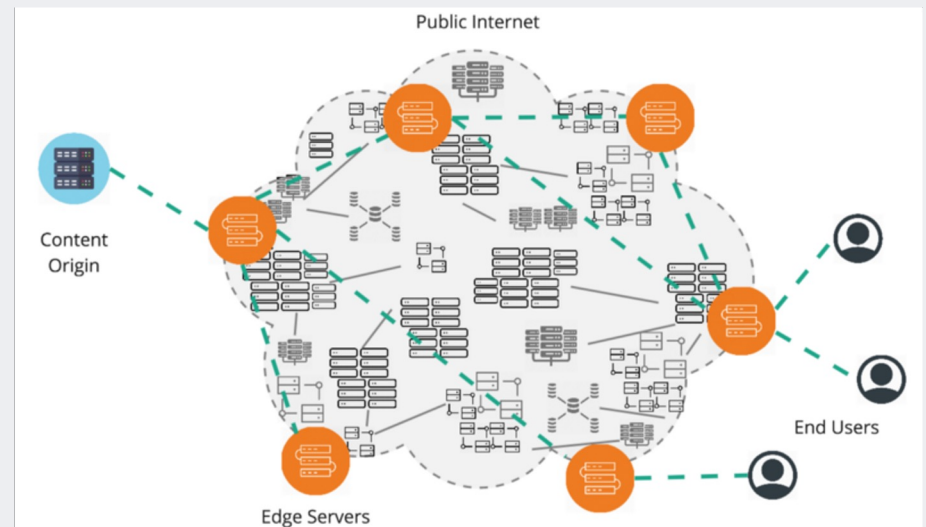 Public Internet
Content
Origin
End Users
Edge Servers